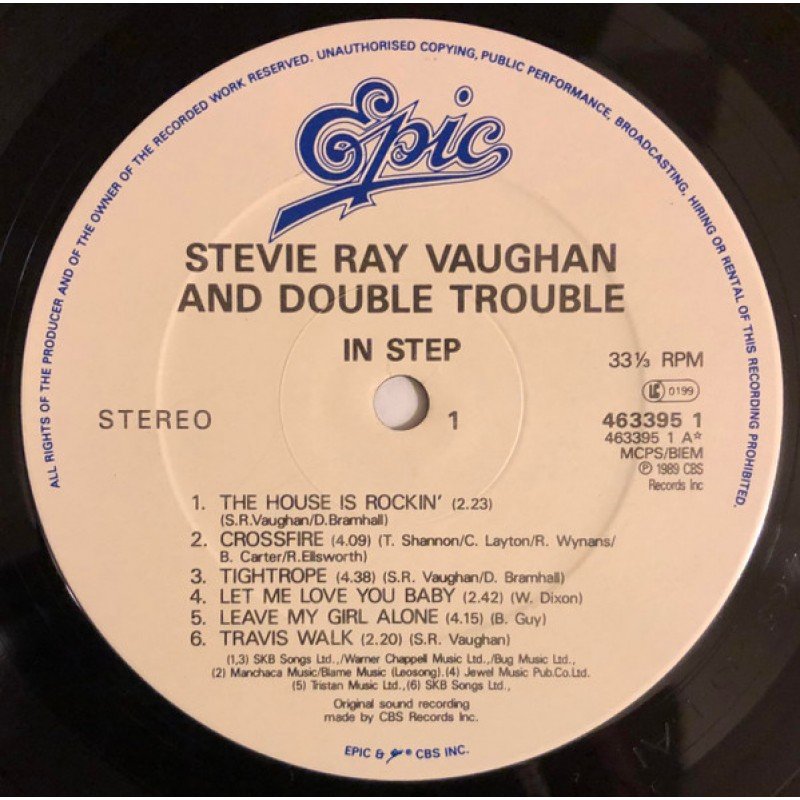 ALL RIGHTS OF THE PRODUCER AND OF THE OWNER OF THE RECORDED WORK RESERVED. UNAUTHORISED COPYING, PUBLIC PERFORMANCE, BROADCASTING, HIRING OR RENTAL OF THIS RECORDING PROHIBITED.
Epic
STEVIE RAY VAUGHAN
AND DOUBLE TROUBLE
IN STEP
33⅓ RPM
LC 0199
STEREO
1
463395 1
463395 1 A☆
MCPS/BIEM
℗ 1989 CBS
Records Inc
1. THE HOUSE IS ROCKIN' (2.23)
(S.R.Vaughan/D.Bramhall)
2. CROSSFIRE (4.09) (T. Shannon/C. Layton/R. Wynans/
B. Carter/R.Ellsworth)
3. TIGHTROPE (4.38) (S.R. Vaughan/D. Bramhall)
4. LET ME LOVE YOU BABY (2.42) (W. Dixon)
5. LEAVE MY GIRL ALONE (4.15) (B. Guy)
6. TRAVIS WALK (2.20) (S.R. Vaughan)
(1,3) SKB Songs Ltd.,/Warner Chappell Music Ltd.,/Bug Music Ltd.,
(2) Manchaca Music/Blame Music (Leosong).(4) Jewel Music Pub.Co.Ltd.
(5) Tristan Music Ltd.,(6) SKB Songs Ltd.,
Original sound recording
made by CBS Records Inc.
EPIC & Epic ® CBS INC.